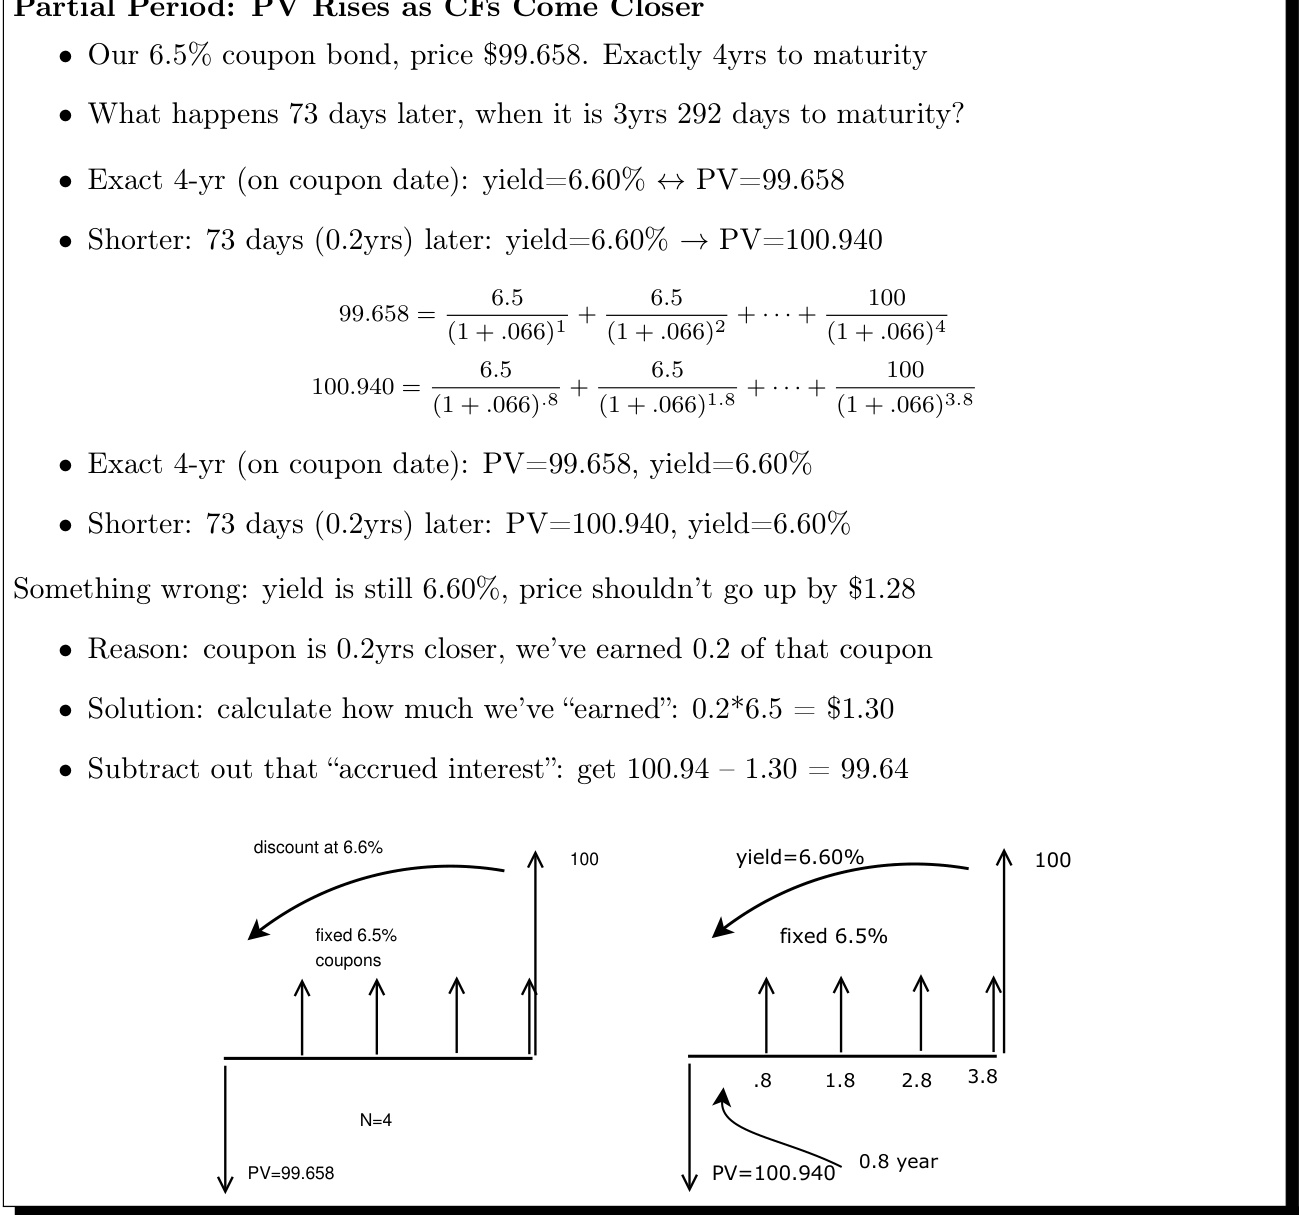 Partial Period: PV Rises as CFs Come Closer
• Our 6.5% coupon bond, price $99.658. Exactly 4yrs to maturity
• What happens 73 days later, when it is 3yrs 292 days to maturity?
• Exact 4-yr (on coupon date): yield=6.60% ↔ PV=99.658
• Shorter: 73 days (0.2yrs) later: yield=6.60% → PV=100.940
99.658 = 6.5/(1 + .066)^1 + 6.5/(1 + .066)^2 + ··· + 100/(1 + .066)^4
100.940 = 6.5/(1 + .066)^.8 + 6.5/(1 + .066)^1.8 + ··· + 100/(1 + .066)^3.8
• Exact 4-yr (on coupon date): PV=99.658, yield=6.60%
• Shorter: 73 days (0.2yrs) later: PV=100.940, yield=6.60%
Something wrong: yield is still 6.60%, price shouldn't go up by $1.28
• Reason: coupon is 0.2yrs closer, we've earned 0.2 of that coupon
• Solution: calculate how much we've “earned”: 0.2*6.5 = $1.30
• Subtract out that “accrued interest”: get 100.94 – 1.30 = 99.64
discount at 6.6%
100
fixed 6.5%
coupons
N=4
PV=99.658
yield=6.60%
100
fixed 6.5%
.8 1.8 2.8 3.8
0.8 year
PV=100.940